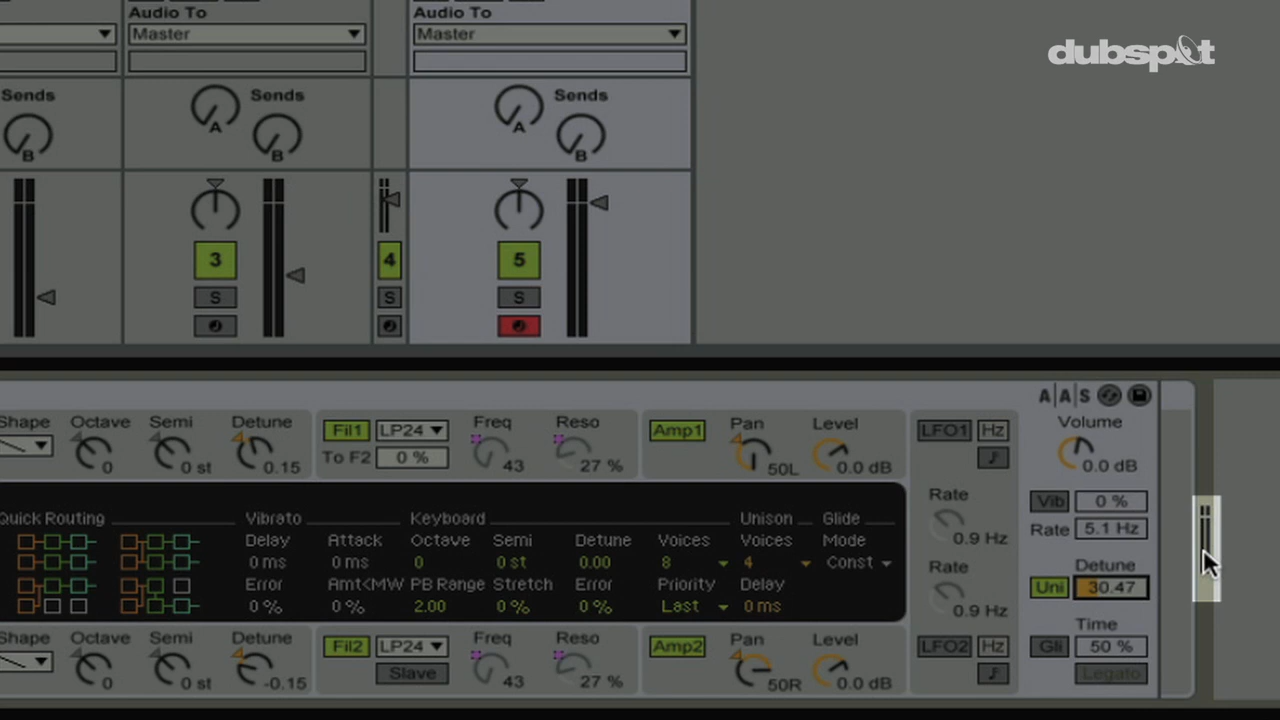 Audio To
Audio To
dubspot
Master
Master
Sends
Sends
Sends
A
A
B
B
B
3
4
5
S
S
S
A|A|S
Shape
Octave
Semi
Detune
Fil1
LP24
Freq
Reso
Amp1
Pan
Level
LFO1
Hz
Volume
0
0 st
0.15
To F2
0 %
43
27 %
50L
0.0 dB
0.0 dB
Quick Routing
Vibrato
Keyboard
Unison
Glide
Rate
Vib
0 %
Delay
Attack
Octave
Semi
Detune
Voices
Voices
Mode
0.9 Hz
Rate
5.1 Hz
0 ms
0 ms
0
0 st
0.00
8
4
Const
Detune
Error
Amt<MW
PB Range
Stretch
Error
Priority
Delay
Rate
Uni
30.47
0 %
0 %
2.00
0 %
0 %
Last
0 ms
0.9 Hz
Time
Shape
Octave
Semi
Detune
Fil2
LP24
Freq
Reso
Amp2
Pan
Level
LFO2
Hz
Gli
50 %
0
0 st
-0.15
Slave
43
27 %
50R
0.0 dB
Legato